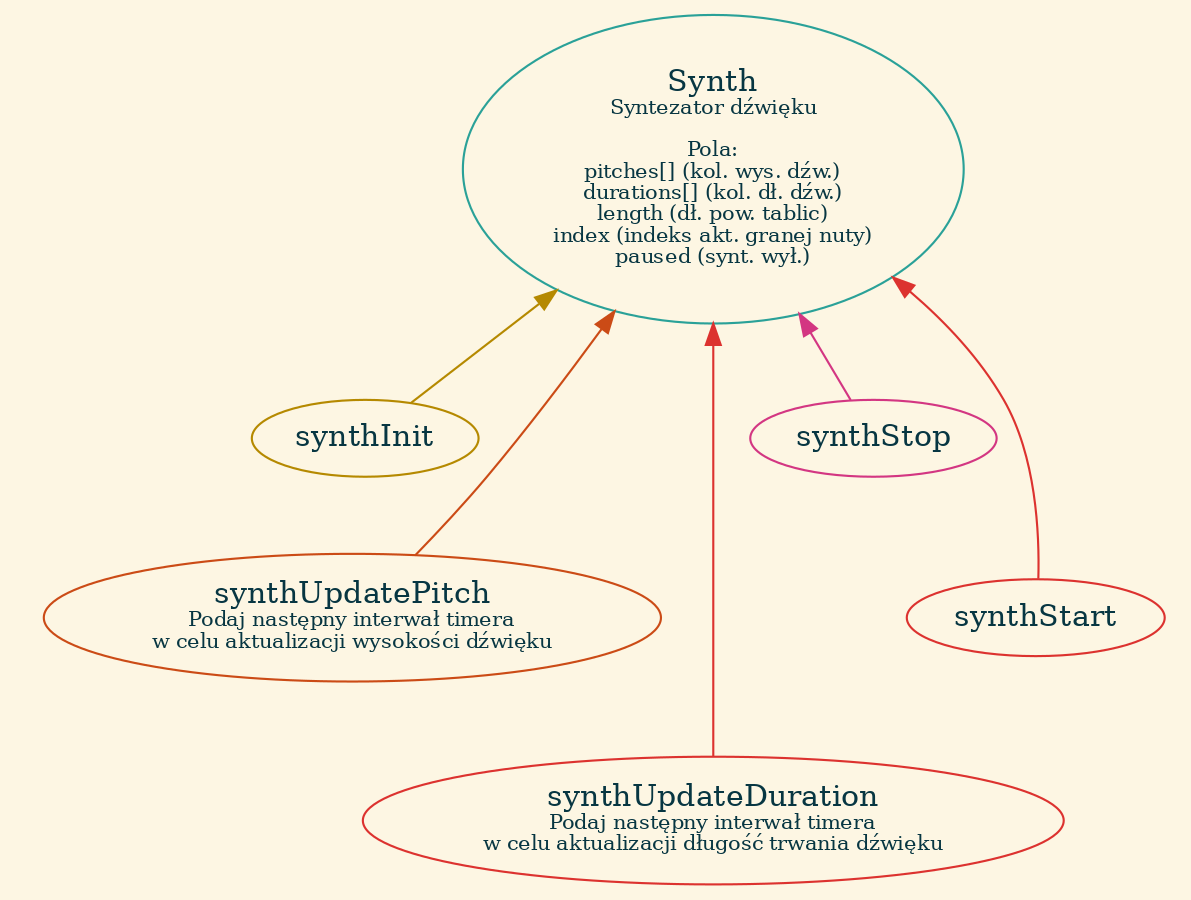 Synth
Syntezator dźwięku
Pola:
pitches[] (kol. wys. dźw.)
durations[] (kol. dł. dźw.)
length (dł. pow. tablic)
index (indeks akt. granej nuty)
paused (synt. wył.)
synthInit
synthStop
synthUpdatePitch
Podaj następny interwał timera
w celu aktualizacji wysokości dźwięku
synthStart
synthUpdateDuration
Podaj następny interwał timera
w celu aktualizacji długość trwania dźwięku